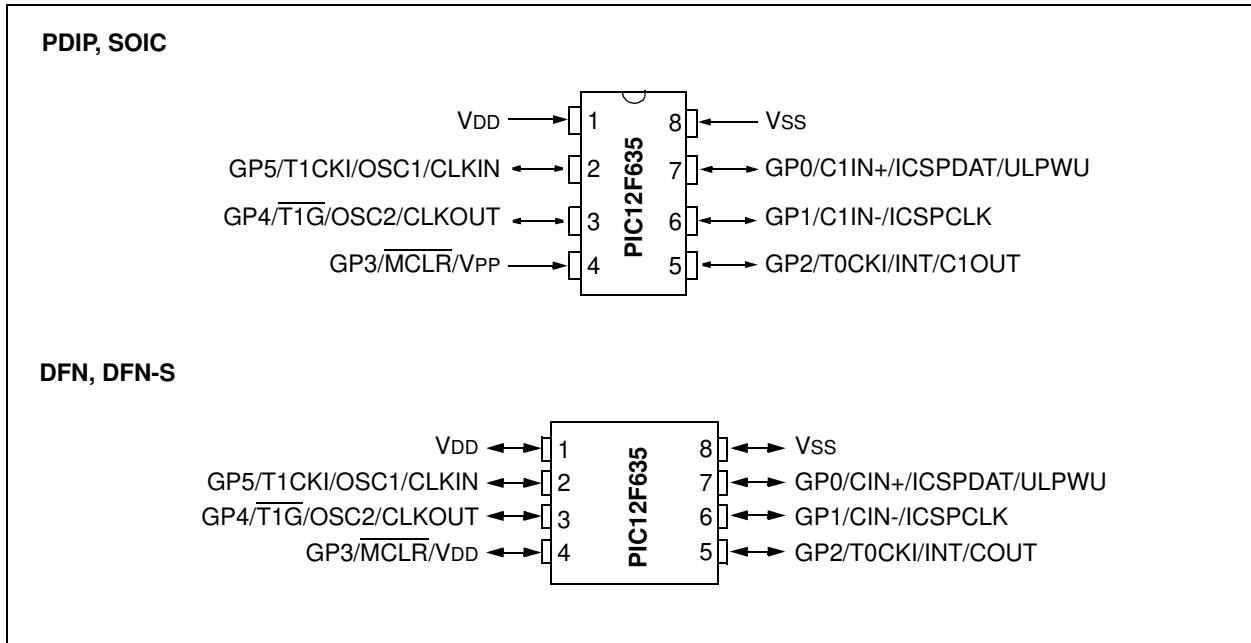 PDIP, SOIC
VDD 1 8 VSS
GP5/T1CKI/OSC1/CLKIN 2 7 GP0/C1IN+/ICSPDAT/ULPWU
GP4/T1G/OSC2/CLKOUT 3 6 GP1/C1IN-/ICSPCLK
GP3/MCLR/VPP 4 5 GP2/T0CKI/INT/C1OUT
PIC12F635
DFN, DFN-S
VDD 1 8 VSS
GP5/T1CKI/OSC1/CLKIN 2 7 GP0/CIN+/ICSPDAT/ULPWU
GP4/T1G/OSC2/CLKOUT 3 6 GP1/CIN-/ICSPCLK
GP3/MCLR/VDD 4 5 GP2/T0CKI/INT/COUT
PIC12F635